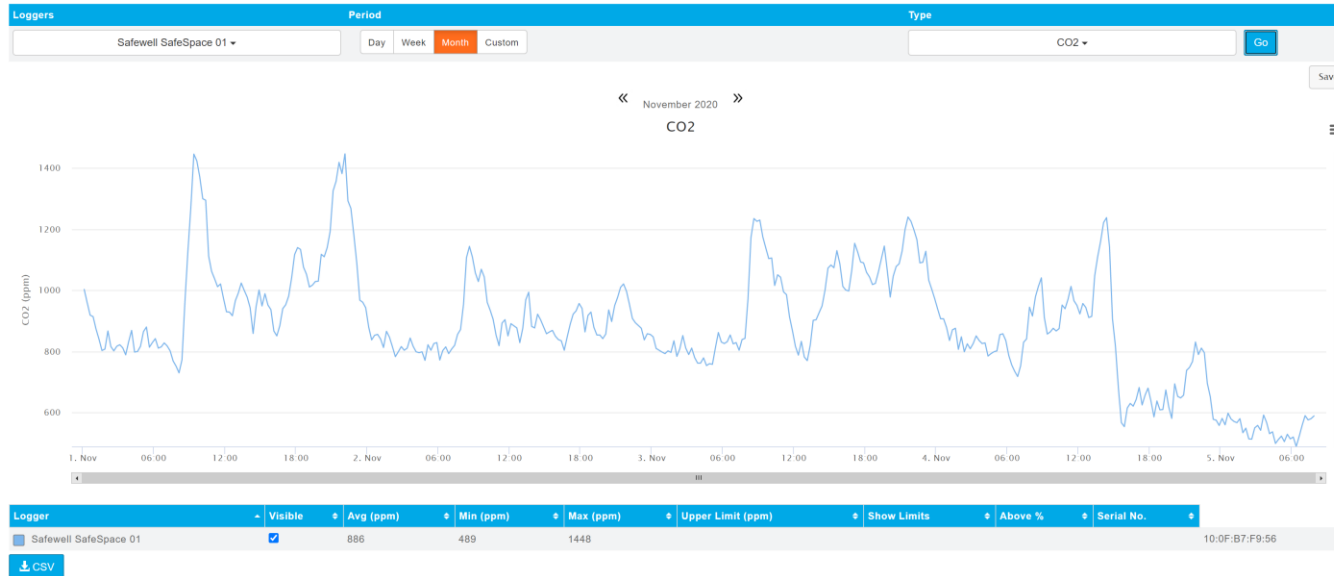 Loggers Period Type
Safewell SafeSpace 01 Day Week Month Custom CO2 Go
Sav
« November 2020 »
CO2
1400
1200
1000
800
600
CO2 (ppm)
1. Nov 06:00 12:00 18:00 2. Nov 06:00 12:00 18:00 3. Nov 06:00 12:00 18:00 4. Nov 06:00 12:00 18:00 5. Nov 06:00
Logger Visible Avg (ppm) Min (ppm) Max (ppm) Upper Limit (ppm) Show Limits Above % Serial No.
Safewell SafeSpace 01 886 489 1448 10:0F:B7:F9:56
CSV